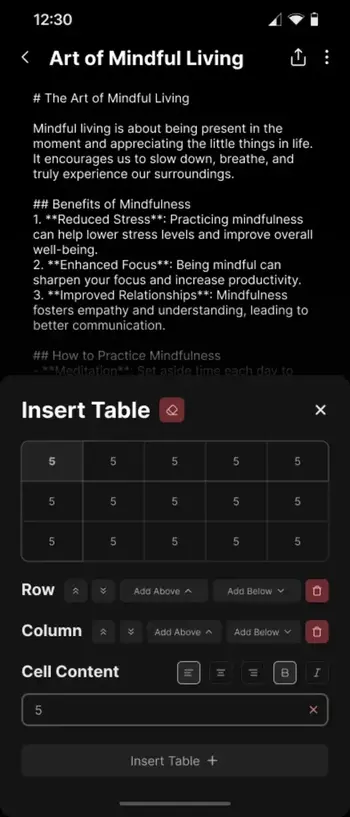 12:30
Art of Mindful Living
# The Art of Mindful Living
Mindful living is about being present in the
moment and appreciating the little things in life.
It encourages us to slow down, breathe, and
truly experience our surroundings.
## Benefits of Mindfulness
1. **Reduced Stress**: Practicing mindfulness
can help lower stress levels and improve overall
well-being.
2. **Enhanced Focus**: Being mindful can
sharpen your focus and increase productivity.
3. **Improved Relationships**: Mindfulness
fosters empathy and understanding, leading to
better communication.
## How to Practice Mindfulness
- **Meditation**: Set aside time each day to
Insert Table
5 5 5 5 5
5 5 5 5 5
5 5 5 5 5
Row Add Above Add Below
Column Add Above Add Below
Cell Content B I
5
Insert Table +